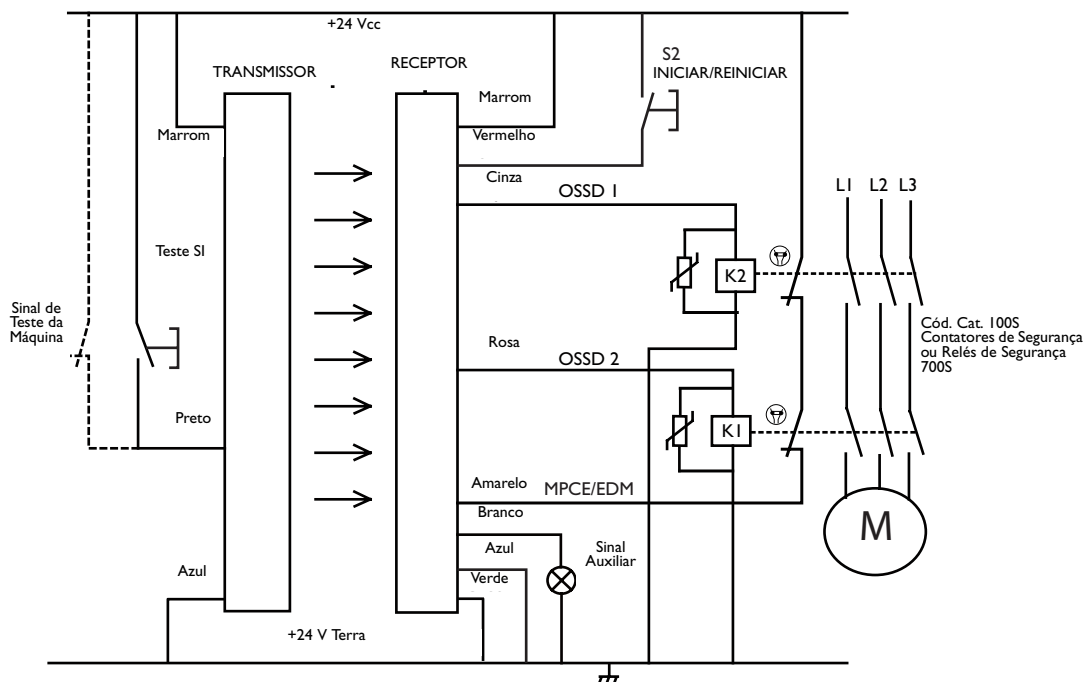 +24 Vcc
TRANSMISSOR
RECEPTOR
S2
INICIAR/REINICIAR
Marrom
Marrom
Vermelho
Cinza
OSSD 1
L1 L2 L3
Teste S1
K2
Sinal de
Teste da
Máquina
Cód. Cat. 100S
Contatores de Segurança
ou Relés de Segurança
700S
Rosa
OSSD 2
Preto
K1
Amarelo
MPCE/EDM
Branco
M
Azul
Sinal
Auxiliar
Azul
Verde
+24 V Terra